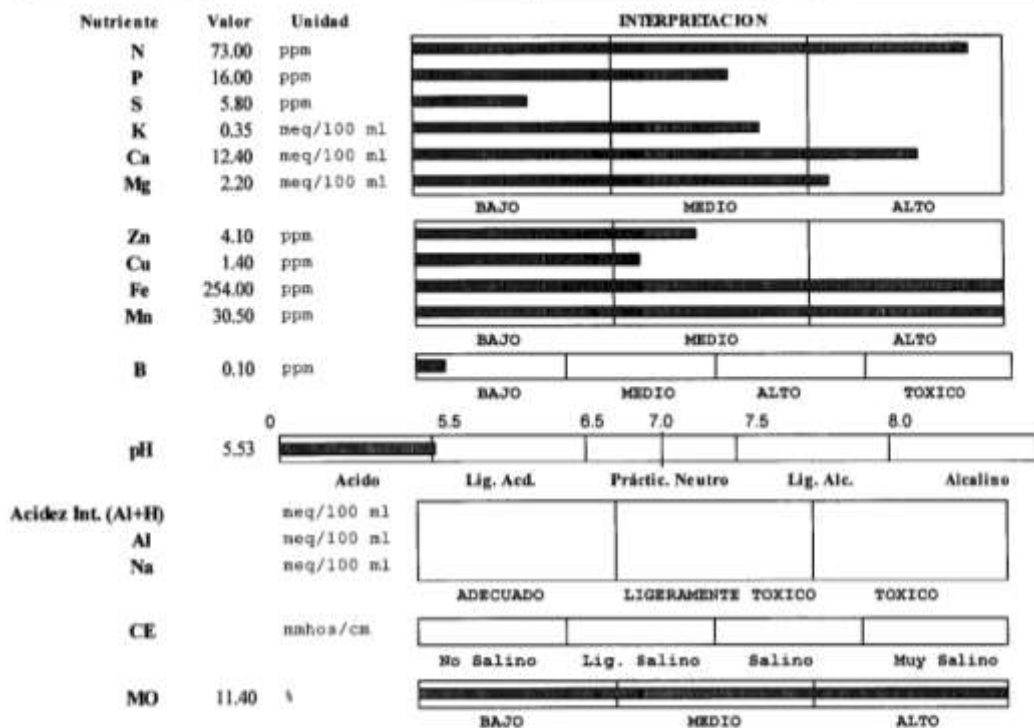 Nutriente Valor Unidad INTERPRETACION
N 73.00 ppm
P 16.00 ppm
S 5.80 ppm
K 0.35 meq/100 ml
Ca 12.40 meq/100 ml
Mg 2.20 meq/100 ml
BAJO MEDIO ALTO
Zn 4.10 ppm
Cu 1.40 ppm
Fe 254.00 ppm
Mn 30.50 ppm
BAJO MEDIO ALTO
B 0.10 ppm
BAJO MEDIO ALTO TOXICO
0 5.5 6.5 7.0 7.5 8.0
pH 5.53
Acido Lig. Acd. Práctic. Neutro Lig. Alc. Alcalino
Acidez Int. (Al+H) meq/100 ml
Al meq/100 ml
Na meq/100 ml
ADECUADO LIGERAMENTE TOXICO TOXICO
CE mmhos/cm
No Salino Lig. Salino Salino Muy Salino
MO 11.40 %
BAJO MEDIO ALTO